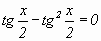 tg x/2 − tg² x/2 = 0